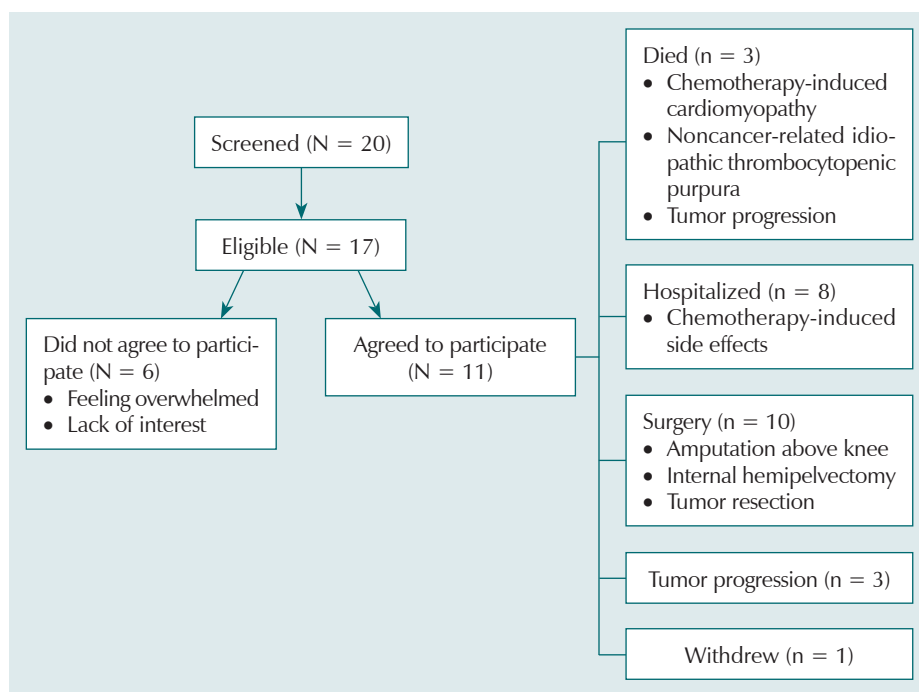 Screened (N = 20)
Eligible (N = 17)
Did not agree to partici-
pate (N = 6)
• Feeling overwhelmed
• Lack of interest
Agreed to participate
(N = 11)
Died (n = 3)
• Chemotherapy-induced
cardiomyopathy
• Noncancer-related idio-
pathic thrombocytopenic
purpura
• Tumor progression
Hospitalized (n = 8)
• Chemotherapy-induced
side effects
Surgery (n = 10)
• Amputation above knee
• Internal hemipelvectomy
• Tumor resection
Tumor progression (n = 3)
Withdrew (n = 1)